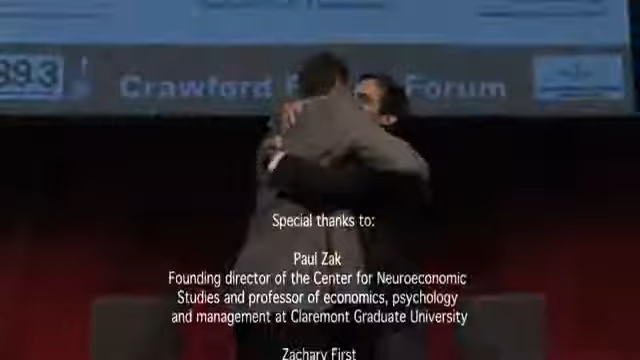 89.3
Crawford Forum
Special thanks to:
Paul Zak
Founding director of the Center for Neuroeconomic
Studies and professor of economics, psychology
and management at Claremont Graduate University
Zachary First